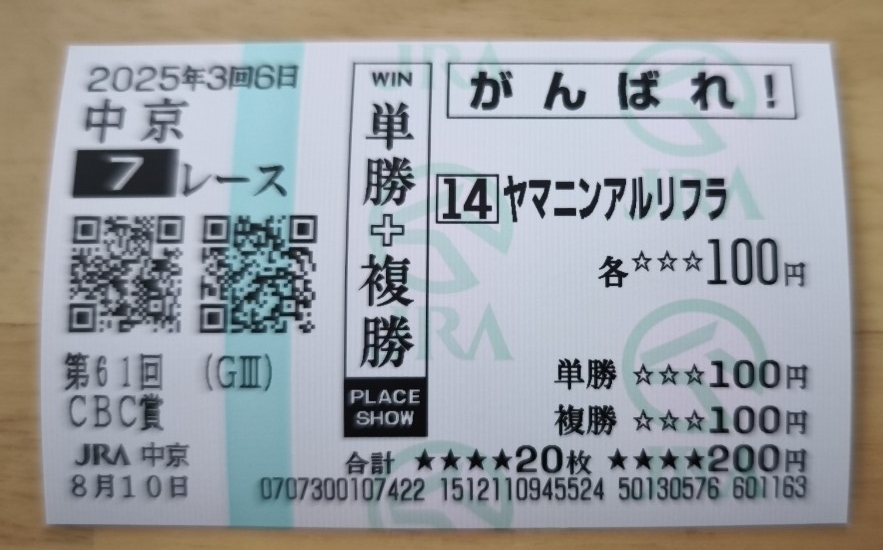 2025年3回6日
中京
7レース
第61回 (GⅢ)
CBC賞
JRA 中京
8月10日
WIN
単勝+複勝
PLACE
SHOW
がんばれ!
14 ヤマニンアルリフラ
各☆☆☆100円
単勝 ☆☆☆100円
複勝 ☆☆☆100円
合計 ★★★★20枚 ★★★★200円
0707300107422 1512110945524 50130576 601163
JRA
JRA
JRA